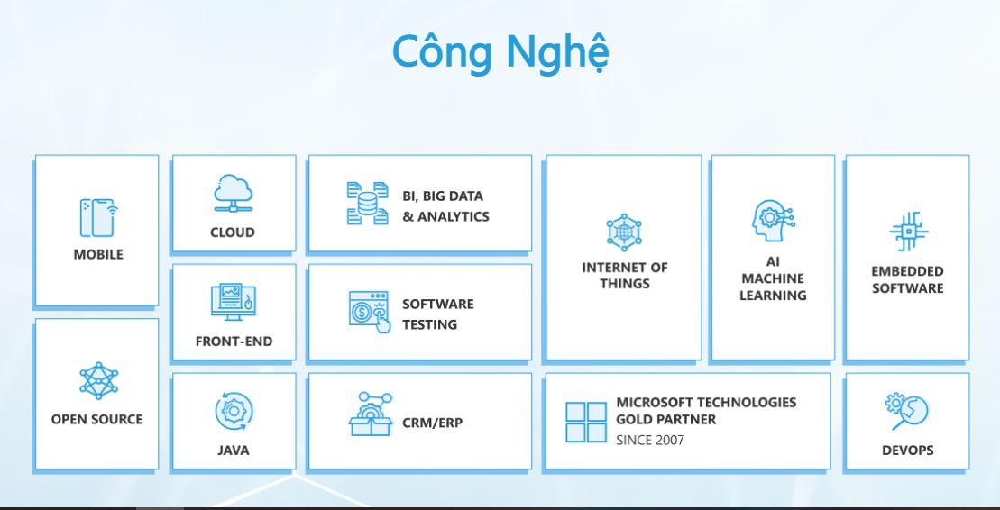 Công Nghệ
MOBILE
OPEN SOURCE
CLOUD
FRONT-END
JAVA
BI, BIG DATA
& ANALYTICS
SOFTWARE
TESTING
CRM/ERP
INTERNET OF
THINGS
AI
MACHINE
LEARNING
EMBEDDED
SOFTWARE
MICROSOFT TECHNOLOGIES
GOLD PARTNER
SINCE 2007
DEVOPS